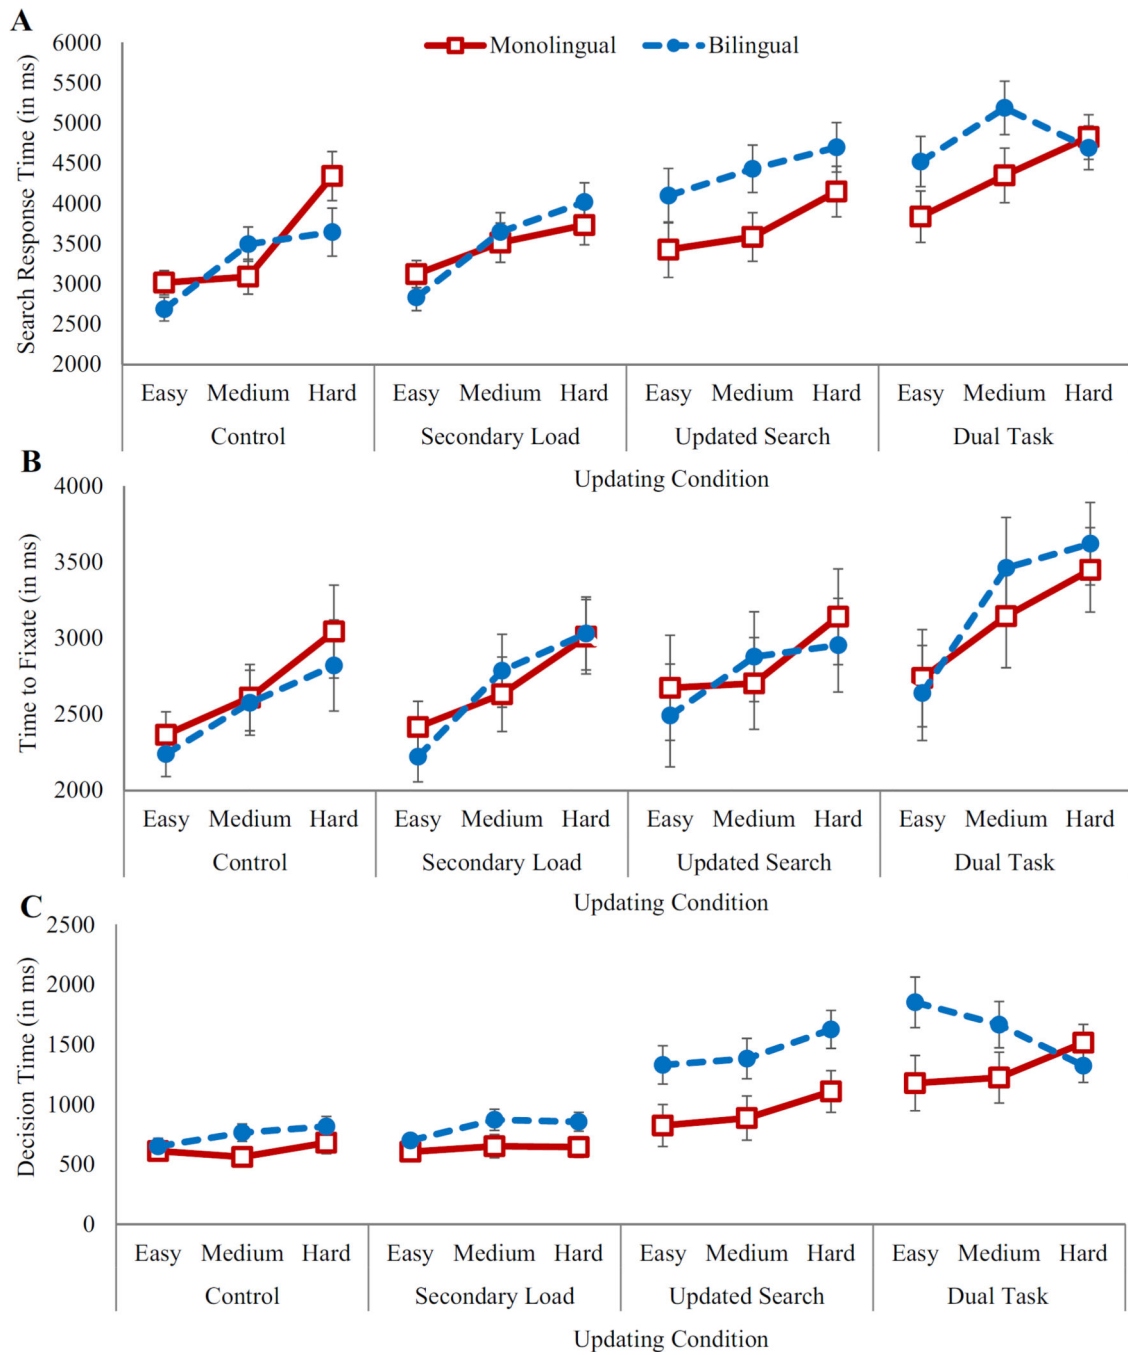 A
Search Response Time (in ms)
Monolingual Bilingual
6000
5500
5000
4500
4000
3500
3000
2500
2000
Easy Medium Hard Easy Medium Hard Easy Medium Hard Easy Medium Hard
Control Secondary Load Updated Search Dual Task
Updating Condition
B
Time to Fixate (in ms)
4000
3500
3000
2500
2000
Easy Medium Hard Easy Medium Hard Easy Medium Hard Easy Medium Hard
Control Secondary Load Updated Search Dual Task
Updating Condition
C
Decision Time (in ms)
2500
2000
1500
1000
500
0
Easy Medium Hard Easy Medium Hard Easy Medium Hard Easy Medium Hard
Control Secondary Load Updated Search Dual Task
Updating Condition